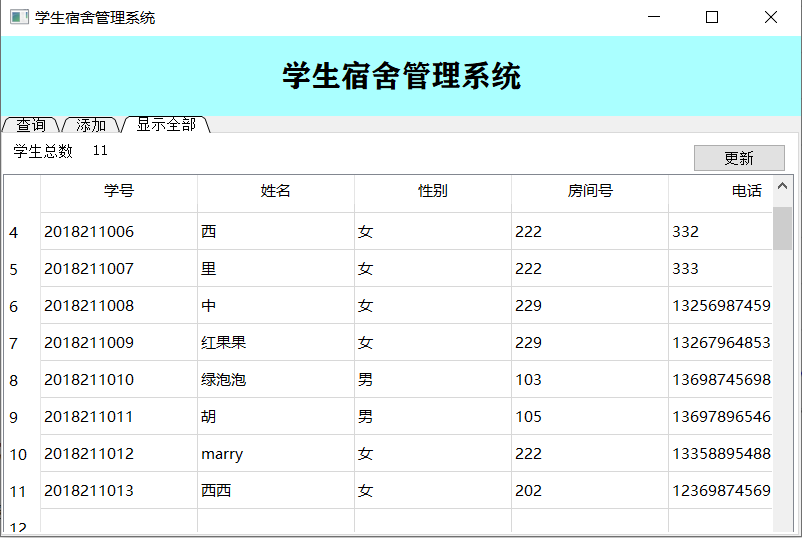 学生宿舍管理系统
学生宿舍管理系统
查询 添加 显示全部
学生总数 11 更新
学号 姓名 性别 房间号 电话
4 2018211006 西 女 222 332
5 2018211007 里 女 222 333
6 2018211008 中 女 229 13256987459
7 2018211009 红果果 女 229 13267964853
8 2018211010 绿泡泡 男 103 13698745698
9 2018211011 胡 男 105 13697896546
10 2018211012 marry 女 222 13358895488
11 2018211013 西西 女 202 12369874569
12